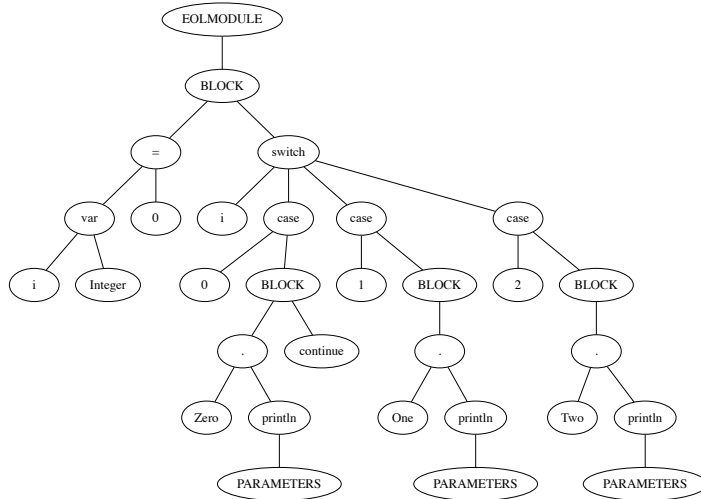 EOLMODULE
BLOCK
= switch
var 0 i case case case
i Integer 0 BLOCK 1 BLOCK 2 BLOCK
. continue . .
Zero println One println Two println
PARAMETERS PARAMETERS PARAMETERS